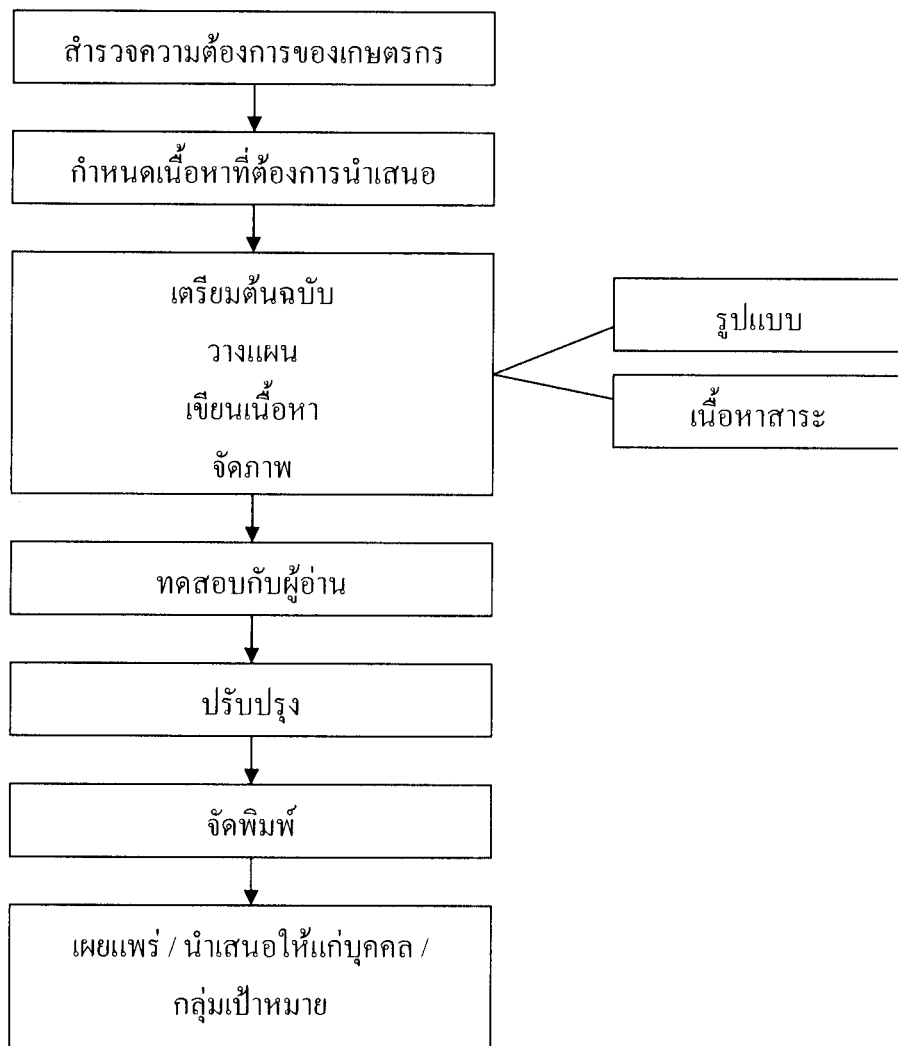 สำรวจความต้องการของเกษตรกร
กำหนดเนื้อหาที่ต้องการนำเสนอ
เตรียมต้นฉบับ
วางแผน
เขียนเนื้อหา
จัดภาพ
รูปแบบ
เนื้อหาสาระ
ทดสอบกับผู้อ่าน
ปรับปรุง
จัดพิมพ์
เผยแพร่ / นำเสนอให้แก่บุคคล /
กลุ่มเป้าหมาย